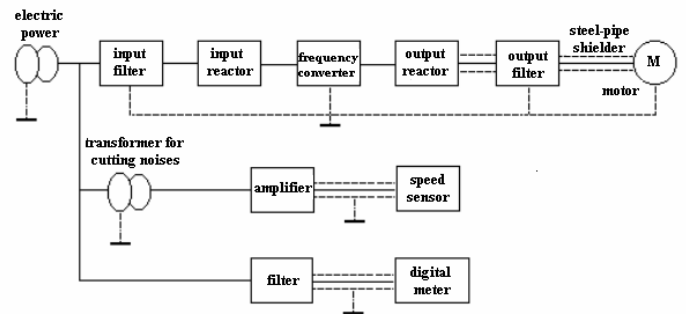 electric
power
input
filter
input
reactor
frequency
converter
output
reactor
output
filter
steel-pipe
shielder
M
motor
transformer for
cutting noises
amplifier
speed
sensor
filter
digital
meter